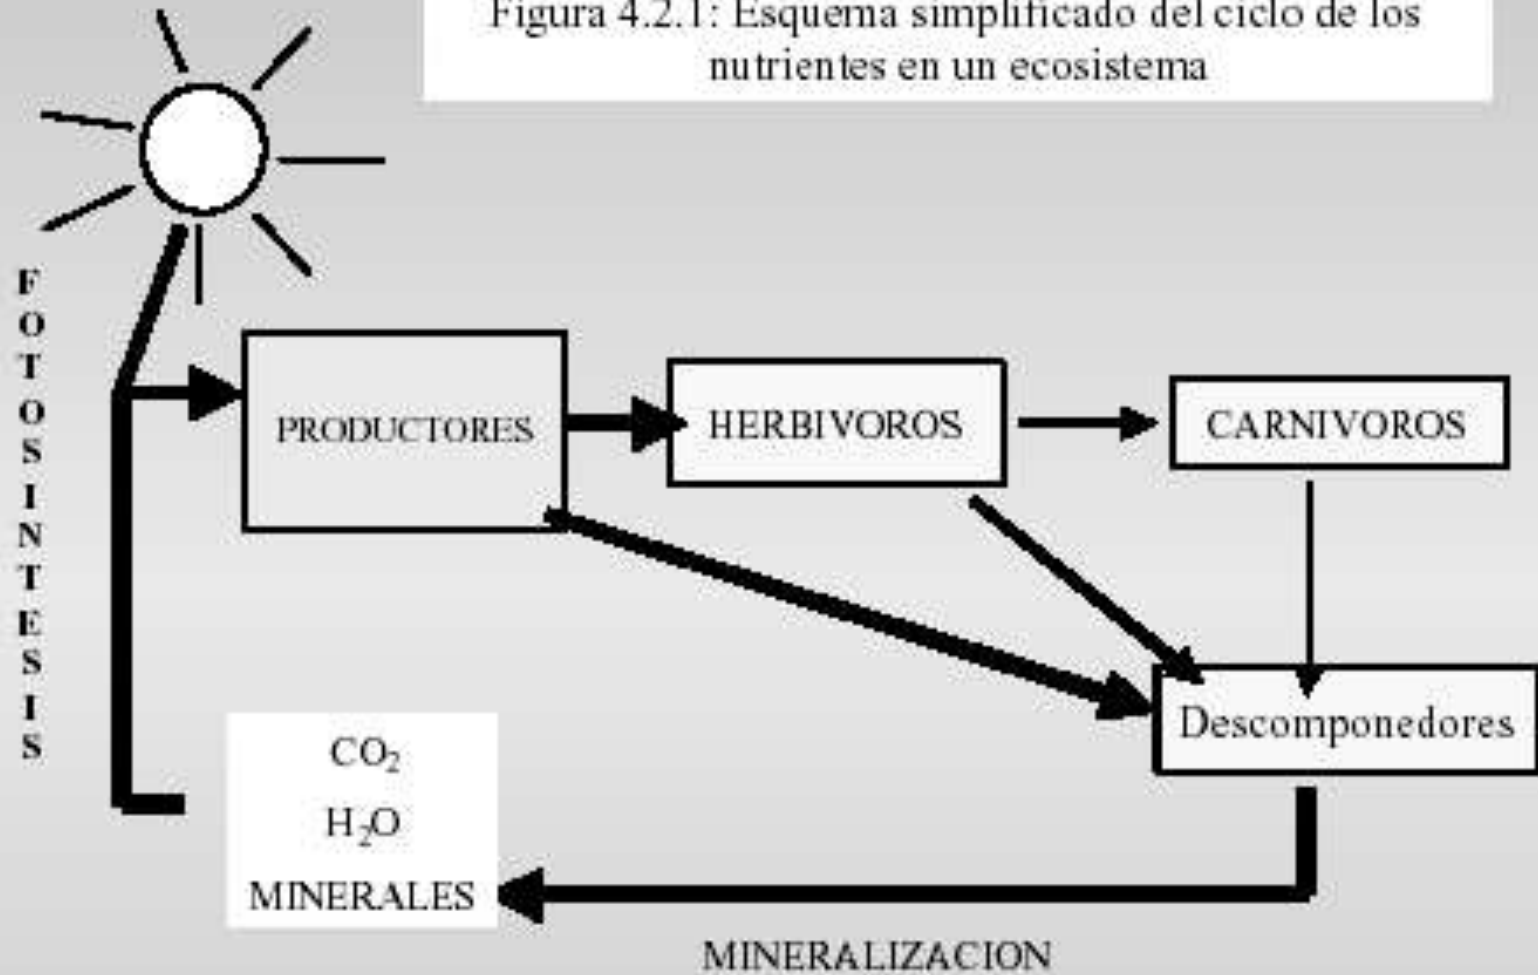 Figura 4.2.1: Esquema simplificado del ciclo de los
nutrientes en un ecosistema
FOTOSINTESIS
PRODUCTORES
HERBIVOROS
CARNIVOROS
Descomponedores
CO₂
H₂O
MINERALES
MINERALIZACION